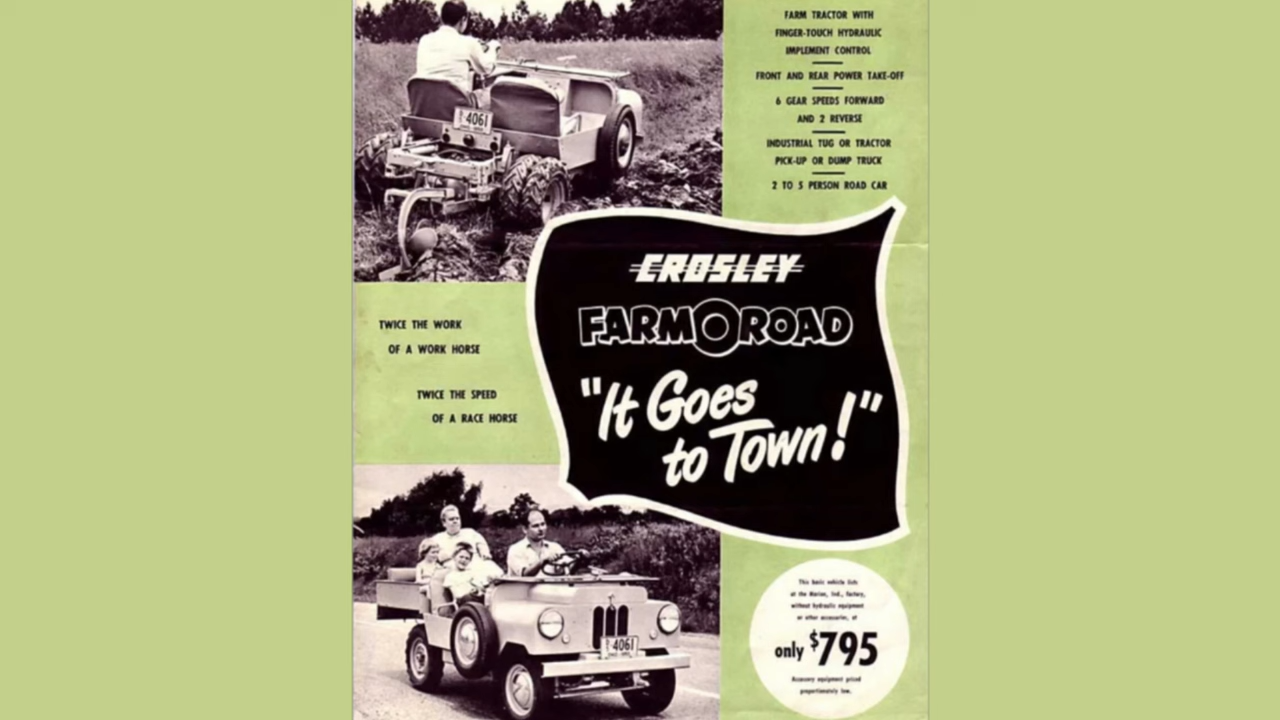 FARM TRACTOR WITH
FINGER-TOUCH HYDRAULIC
IMPLEMENT CONTROL
FRONT AND REAR POWER TAKE-OFF
6 GEAR SPEEDS FORWARD
AND 2 REVERSE
INDUSTRIAL TUG OR TRACTOR
PICK-UP OR DUMP TRUCK
2 TO 5 PERSON ROAD CAR
4061
CROSLEY
FARM O ROAD
"It Goes
to Town!"
TWICE THE WORK
OF A WORK HORSE
TWICE THE SPEED
OF A RACE HORSE
4061
This basic vehicle lists
at the Marion, Ind., factory,
without hydraulic equipment
or other accessories, at
only $795
Accessory equipment priced
proportionately low.